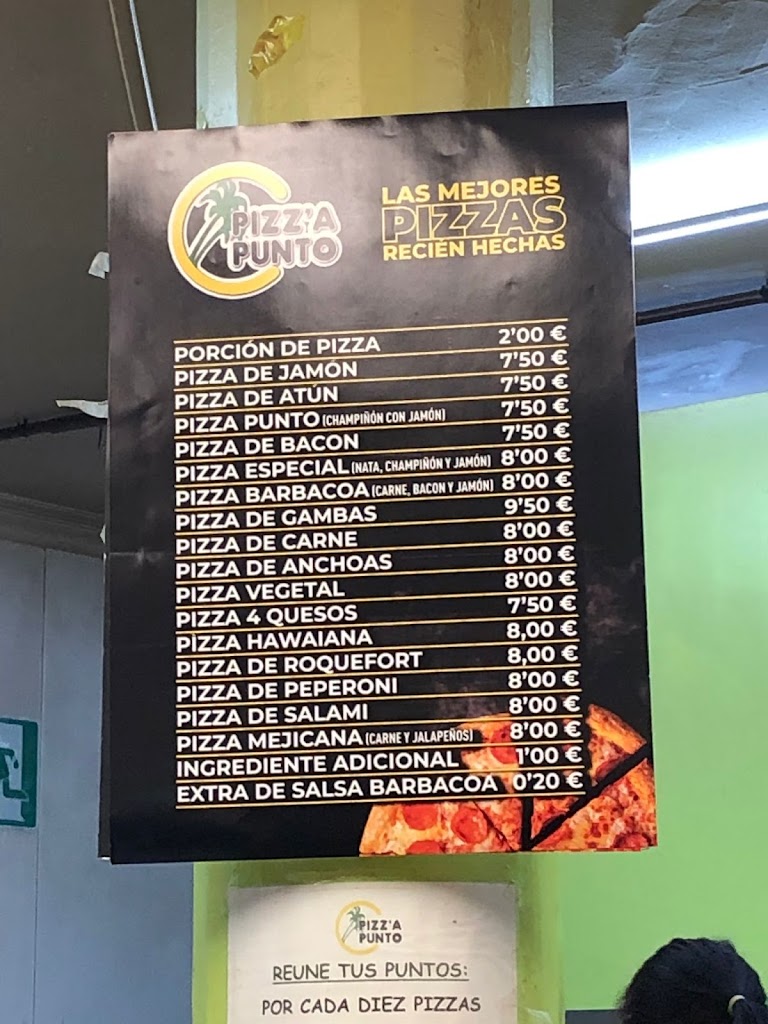 PIZZ'A
PUNTO
LAS MEJORES
PIZZAS
RECIÉN HECHAS
PORCIÓN DE PIZZA 2'00 €
PIZZA DE JAMÓN 7'50 €
PIZZA DE ATÚN 7'50 €
PIZZA PUNTO (CHAMPIÑÓN CON JAMÓN) 7'50 €
PIZZA DE BACON 7'50 €
PIZZA ESPECIAL (NATA, CHAMPIÑÓN Y JAMÓN) 8'00 €
PIZZA BARBACOA (CARNE, BACON Y JAMÓN) 8'00 €
PIZZA DE GAMBAS 9'50 €
PIZZA DE CARNE 8'00 €
PIZZA DE ANCHOAS 8'00 €
PIZZA VEGETAL 8'00 €
PIZZA 4 QUESOS 7'50 €
PIZZA HAWAIANA 8,00 €
PIZZA DE ROQUEFORT 8,00 €
PIZZA DE PEPERONI 8'00 €
PIZZA DE SALAMI 8'00 €
PIZZA MEJICANA (CARNE Y JALAPEÑOS) 8'00 €
INGREDIENTE ADICIONAL 1'00 €
EXTRA DE SALSA BARBACOA 0'20 €
PIZZ'A
PUNTO
REUNE TUS PUNTOS:
POR CADA DIEZ PIZZAS